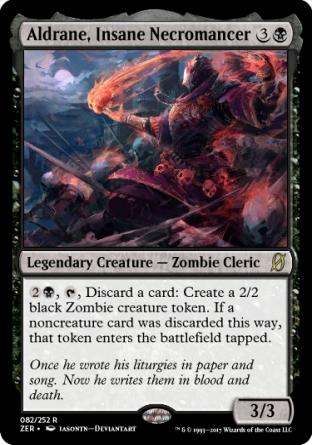 Aldrane, Insane Necromancer 3
Legendary Creature — Zombie Cleric
2, , Discard a card: Create a 2/2
black Zombie creature token. If a
noncreature card was discarded this way,
that token enters the battlefield tapped.
Once he wrote his liturgies in paper and
song. Now he writes them in blood and
death.
3/3
082/252 R
ZER • JASONTN—DEVIANTART
™ & © 1993–2017 Wizards of the Coast LLC